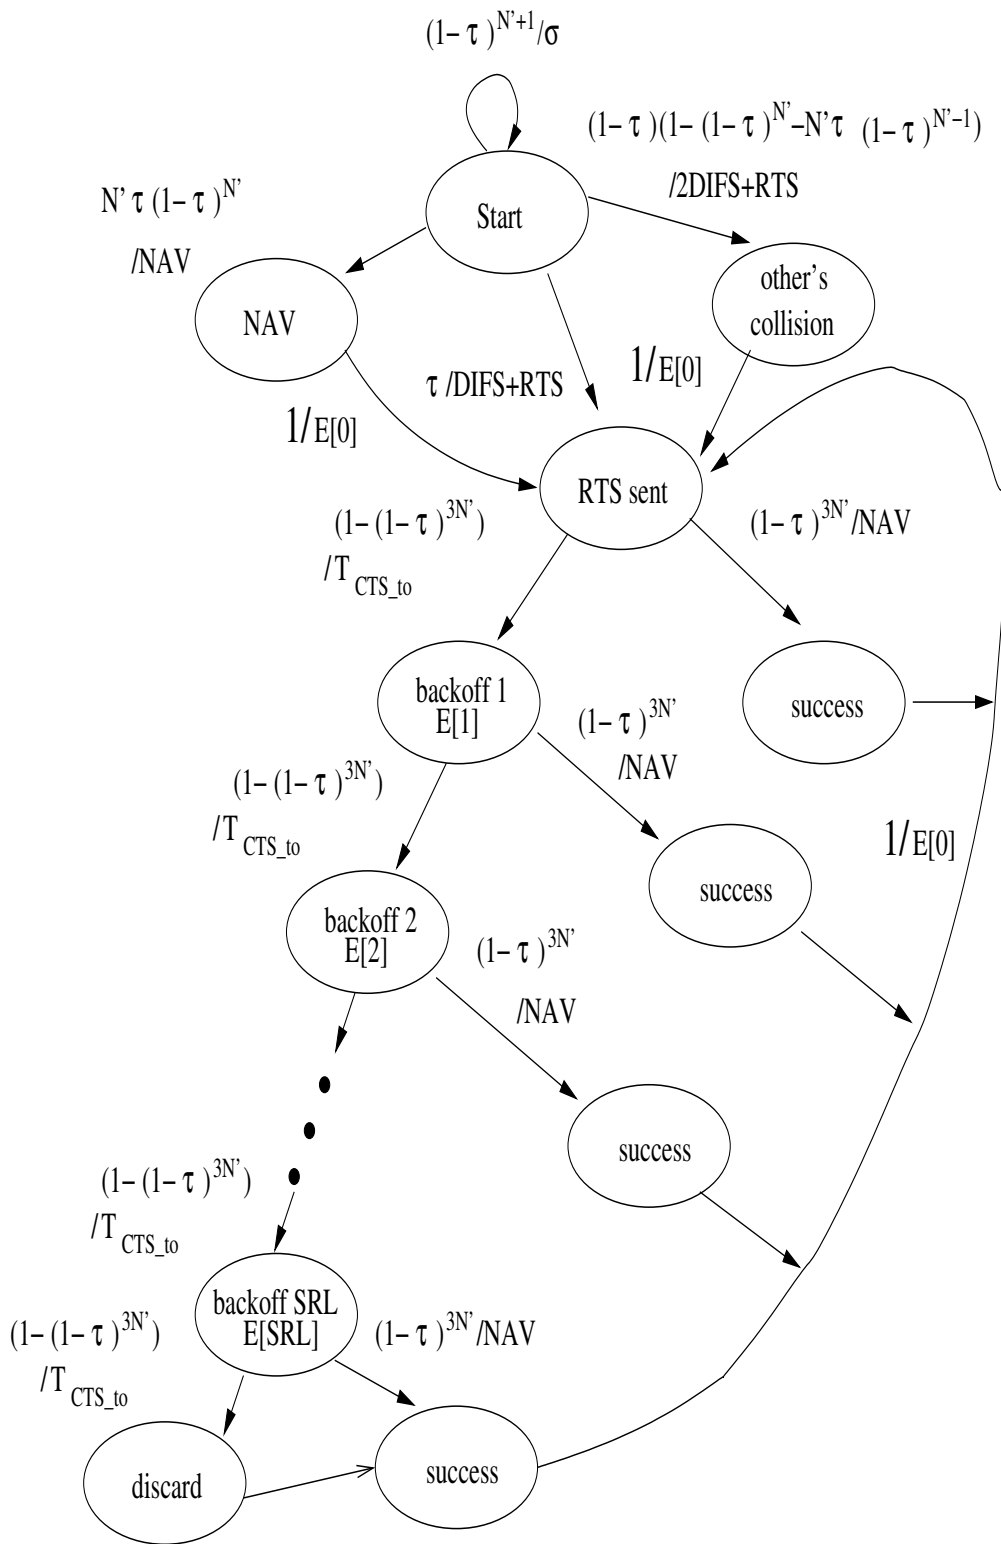 (1− τ )^{N'+1}/σ
(1− τ )(1− (1− τ )^{N'}−N'τ (1− τ )^{N'−1})
/2DIFS+RTS
N' τ (1− τ )^{N'}
/NAV
Start
other's
collision
NAV
τ /DIFS+RTS
1/E[0]
1/E[0]
RTS sent
(1− (1− τ )^{3N'})
/T_{CTS_to}
(1− τ )^{3N'}/NAV
backoff 1
E[1]
success
(1− τ )^{3N'}
/NAV
(1− (1− τ )^{3N'})
/T_{CTS_to}
1/E[0]
success
backoff 2
E[2]
(1− τ )^{3N'}
/NAV
success
(1− (1− τ )^{3N'})
/T_{CTS_to}
backoff SRL
E[SRL]
(1− τ )^{3N'}/NAV
(1− (1− τ )^{3N'})
/T_{CTS_to}
discard
success